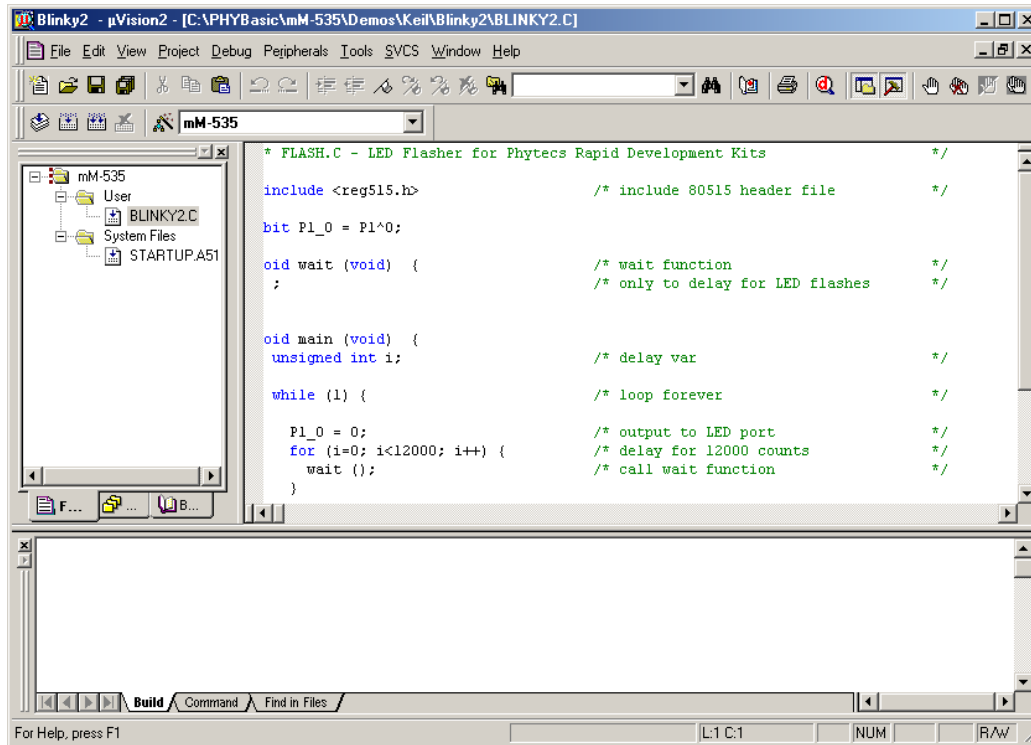 Blinky2 - µVision2 - [C:\PHYBasic\mM-535\Demos\Keil\Blinky2\BLINKY2.C]
File Edit View Project Debug Peripherals Tools SVCS Window Help
mM-535
mM-535
User
BLINKY2.C
System Files
STARTUP.A51
F... ... B...
* FLASH.C - LED Flasher for Phytecs Rapid Development Kits */
include <reg515.h> /* include 80515 header file */
bit P1_0 = P1^0;
oid wait (void) { /* wait function */
; /* only to delay for LED flashes */
oid main (void) {
unsigned int i; /* delay var */
while (1) { /* loop forever */
P1_0 = 0; /* output to LED port */
for (i=0; i<12000; i++) { /* delay for 12000 counts */
wait (); /* call wait function */
}
Build Command Find in Files
For Help, press F1 L:1 C:1 NUM R/W